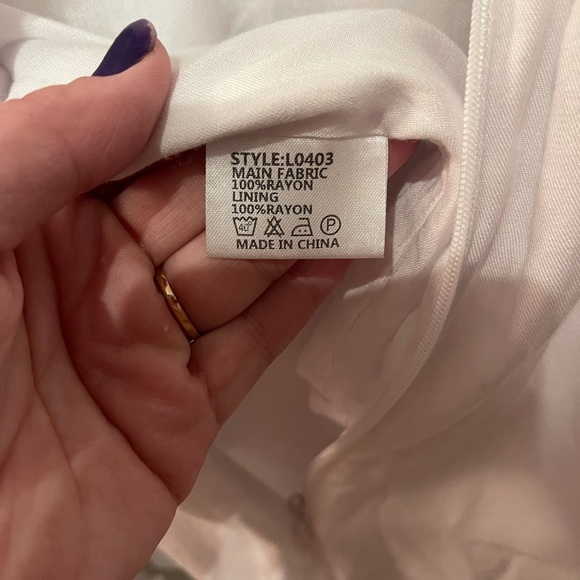 STYLE:L0403
MAIN FABRIC
100%RAYON
LINING
100%RAYON
40° P
MADE IN CHINA